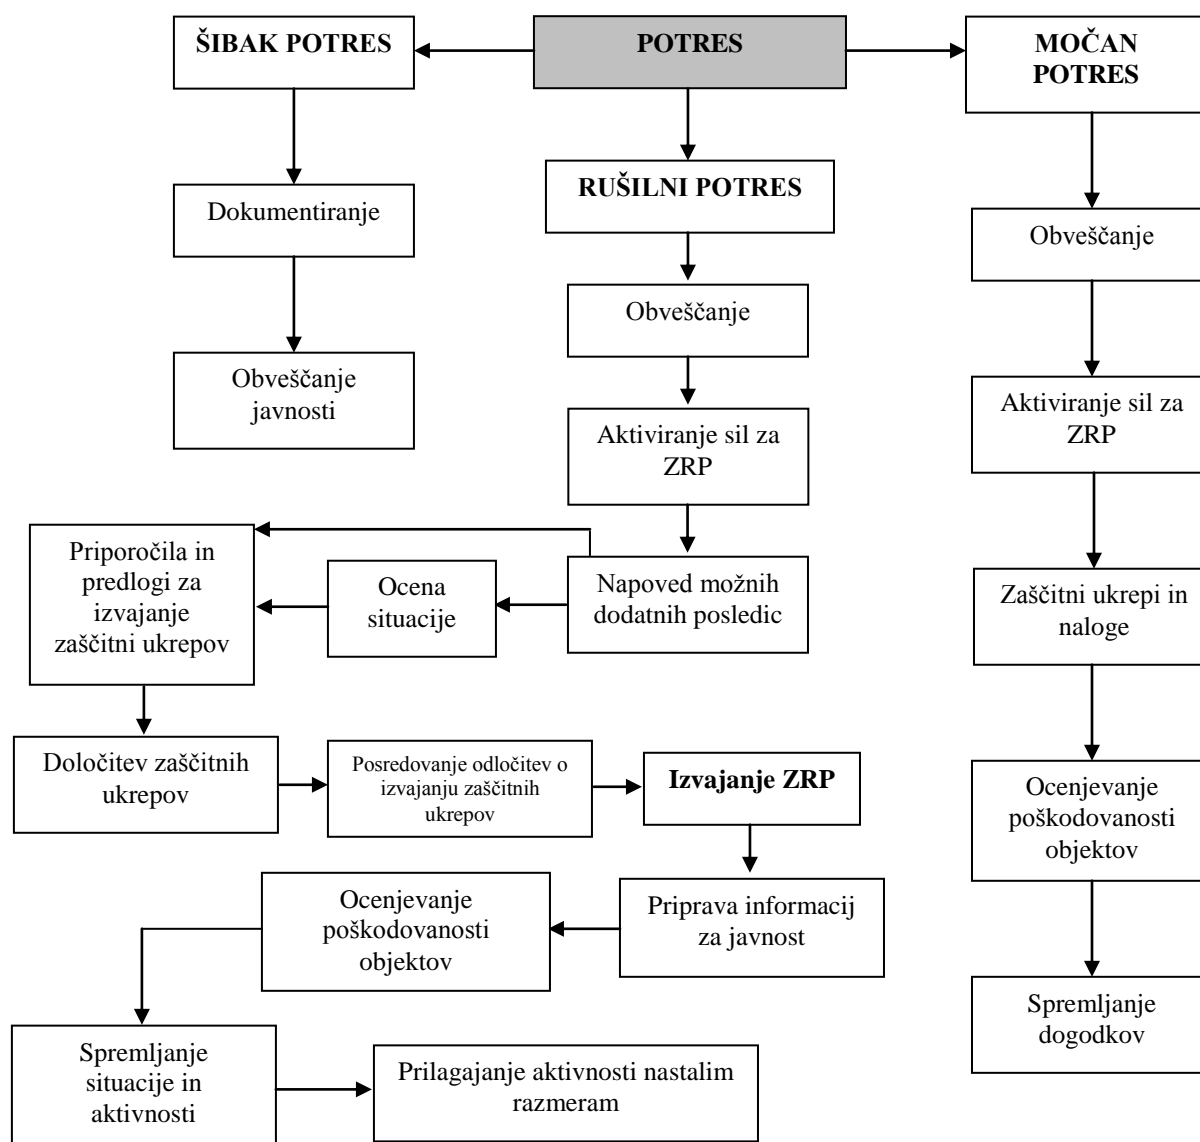 ŠIBAK POTRES
POTRES
MOČAN
POTRES
RUŠILNI POTRES
Dokumentiranje
Obveščanje
Obveščanje
Obveščanje
javnosti
Aktiviranje sil za
ZRP
Aktiviranje sil za
ZRP
Priporočila in
predlogi za
izvajanje
zaščitni ukrepov
Ocena
situacije
Napoved možnih
dodatnih posledic
Zaščitni ukrepi in
naloge
Določitev zaščitnih
ukrepov
Posredovanje odločitev o
izvajanju zaščitnih
ukrepov
Izvajanje ZRP
Ocenjevanje
poškodovanosti
objektov
Ocenjevanje
poškodovanosti
objektov
Priprava informacij
za javnost
Spremljanje
dogodkov
Spremljanje
situacije in
aktivnosti
Prilagajanje aktivnosti nastalim
razmeram